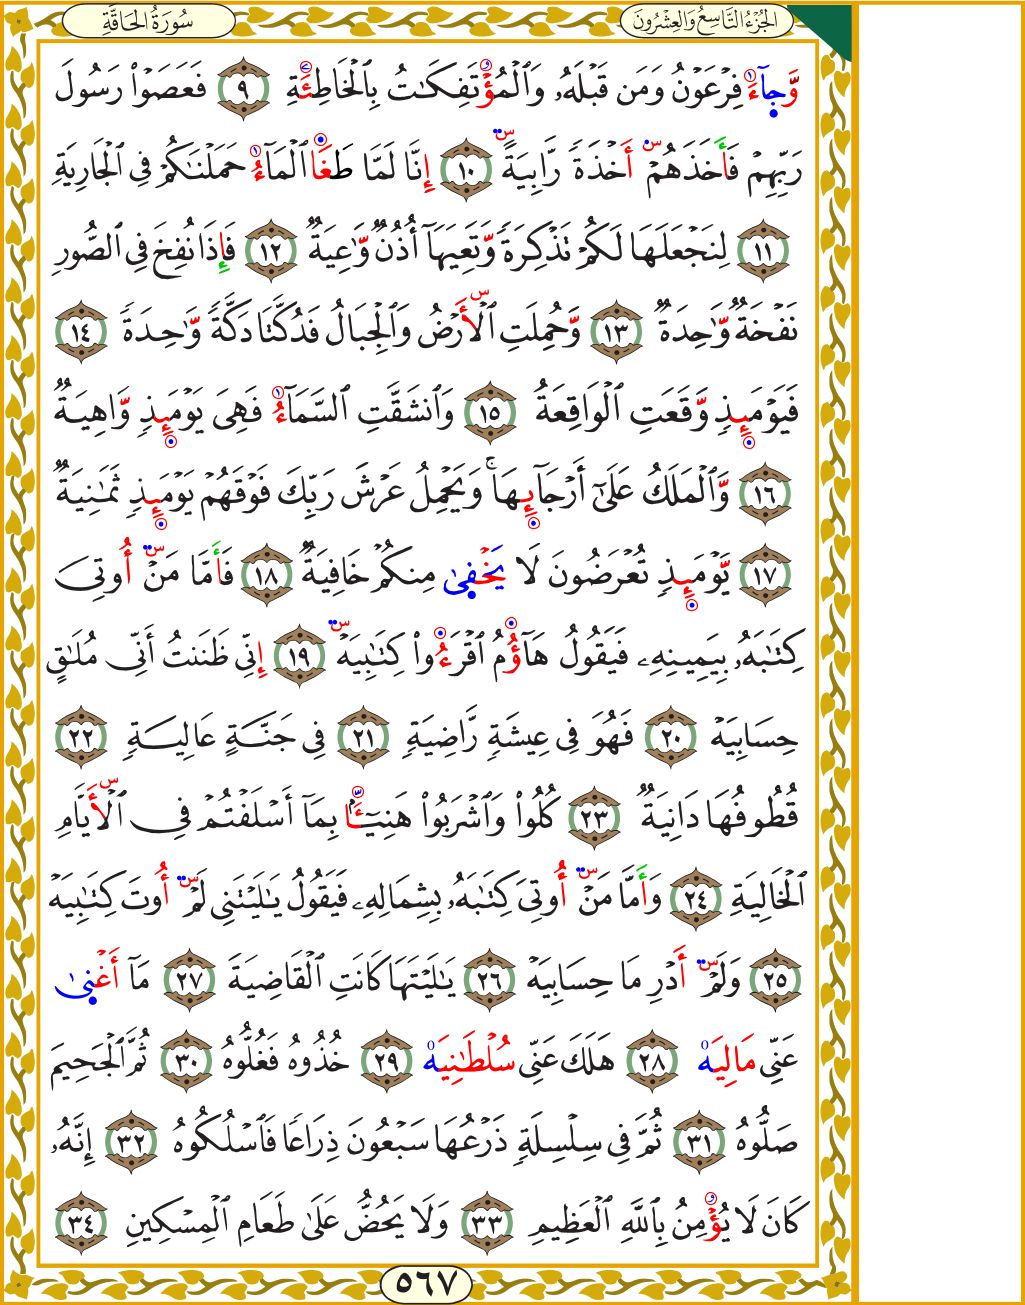 الجُزْءُ التَّاسِعُ وَالعِشْرُونَ
سُورَةُ الحَاقَّةِ
وَّجَآءَ فِرْعَوْنُ وَمَن قَبْلَهُۥ وَٱلْمُؤْتَفِكَٰتُ بِٱلْخَاطِئَةِ ٩ فَعَصَوْا۟ رَسُولَ
رَبِّهِمْ فَأَخَذَهُمْ أَخْذَةً رَّابِيَةً ١٠ إِنَّا لَمَّا طَغَا ٱلْمَآءُ حَمَلْنَٰكُمْ فِى ٱلْجَارِيَةِ
١١ لِنَجْعَلَهَا لَكُمْ تَذْكِرَةً وَّتَعِيَهَآ أُذُنٌ وَّٰعِيَةٌ ١٢ فَإِذَا نُفِخَ فِى ٱلصُّورِ
نَفْخَةٌ وَّٰحِدَةٌ ١٣ وَّحُمِلَتِ ٱلْأَرْضُ وَٱلْجِبَالُ فَدُكَّتَا دَكَّةً وَّٰحِدَةً ١٤
فَيَوْمَئِذٍ وَّقَعَتِ ٱلْوَاقِعَةُ ١٥ وَٱنشَقَّتِ ٱلسَّمَآءُ فَهِىَ يَوْمَئِذٍ وَّاهِيَةٌ
١٦ وَّٱلْمَلَكُ عَلَىٰٓ أَرْجَآئِهَا ۚ وَيَحْمِلُ عَرْشَ رَبِّكَ فَوْقَهُمْ يَوْمَئِذٍ ثَمَٰنِيَةٌ
١٧ يَّوْمَئِذٍ تُعْرَضُونَ لَا يَخْفِىٰ مِنكُمْ خَافِيَةٌ ١٨ فَأَمَّا مَنْ أُوتِىَ
كِتَٰبَهُۥ بِيَمِينِهِۦ فَيَقُولُ هَآؤُمُ ٱقْرَءُوا۟ كِتَٰبِيَهْ ١٩ إِنِّى ظَنَنتُ أَنِّى مُلَٰقٍ
حِسَابِيَهْ ٢٠ فَهُوَ فِى عِيشَةٍ رَّاضِيَةٍ ٢١ فِى جَنَّةٍ عَالِيَةٍ ٢٢
قُطُوفُهَا دَانِيَةٌ ٢٣ كُلُوا۟ وَٱشْرَبُوا۟ هَنِيٓـًٔا بِمَآ أَسْلَفْتُمْ فِى ٱلْأَيَّامِ
ٱلْخَالِيَةِ ٢٤ وَأَمَّا مَنْ أُوتِىَ كِتَٰبَهُۥ بِشِمَالِهِۦ فَيَقُولُ يَٰلَيْتَنِى لَمْ أُوتَ كِتَٰبِيَهْ
٢٥ وَلَمْ أَدْرِ مَا حِسَابِيَهْ ٢٦ يَٰلَيْتَهَا كَانَتِ ٱلْقَاضِيَةَ ٢٧ مَآ أَغْنِىٰ
عَنِّى مَالِيَهْ ٢٨ هَلَكَ عَنِّى سُلْطَٰنِيَهْ ٢٩ خُذُوهُ فَغُلُّوهُ ٣٠ ثُمَّ ٱلْجَحِيمَ
صَلُّوهُ ٣١ ثُمَّ فِى سِلْسِلَةٍ ذَرْعُهَا سَبْعُونَ ذِرَاعًا فَٱسْلُكُوهُ ٣٢ إِنَّهُۥ
كَانَ لَا يُؤْمِنُ بِٱللَّهِ ٱلْعَظِيمِ ٣٣ وَلَا يَحُضُّ عَلَىٰ طَعَامِ ٱلْمِسْكِينِ ٣٤
٥٦٧